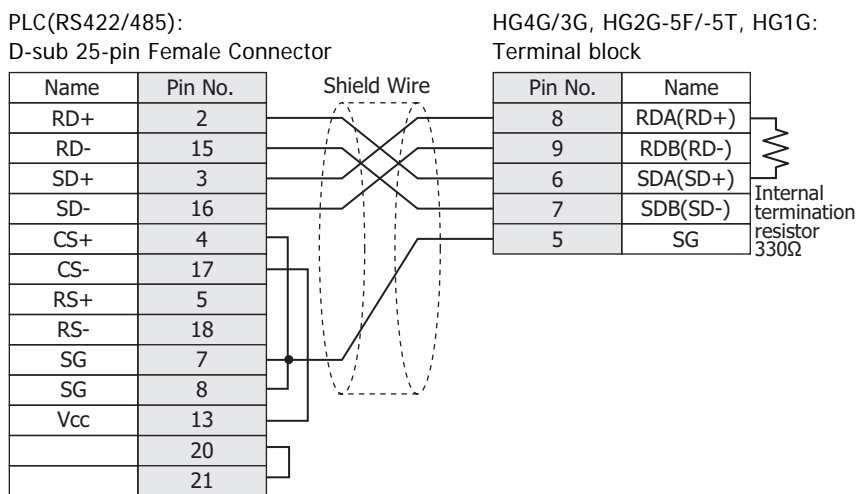 PLC(RS422/485):
D-sub 25-pin Female Connector
HG4G/3G, HG2G-5F/-5T, HG1G:
Terminal block
Name Pin No.
RD+ 2
RD- 15
SD+ 3
SD- 16
CS+ 4
CS- 17
RS+ 5
RS- 18
SG 7
SG 8
Vcc 13
20
21
Shield Wire
Pin No. Name
8 RDA(RD+)
9 RDB(RD-)
6 SDA(SD+)
7 SDB(SD-)
5 SG
Internal
termination
resistor
330Ω